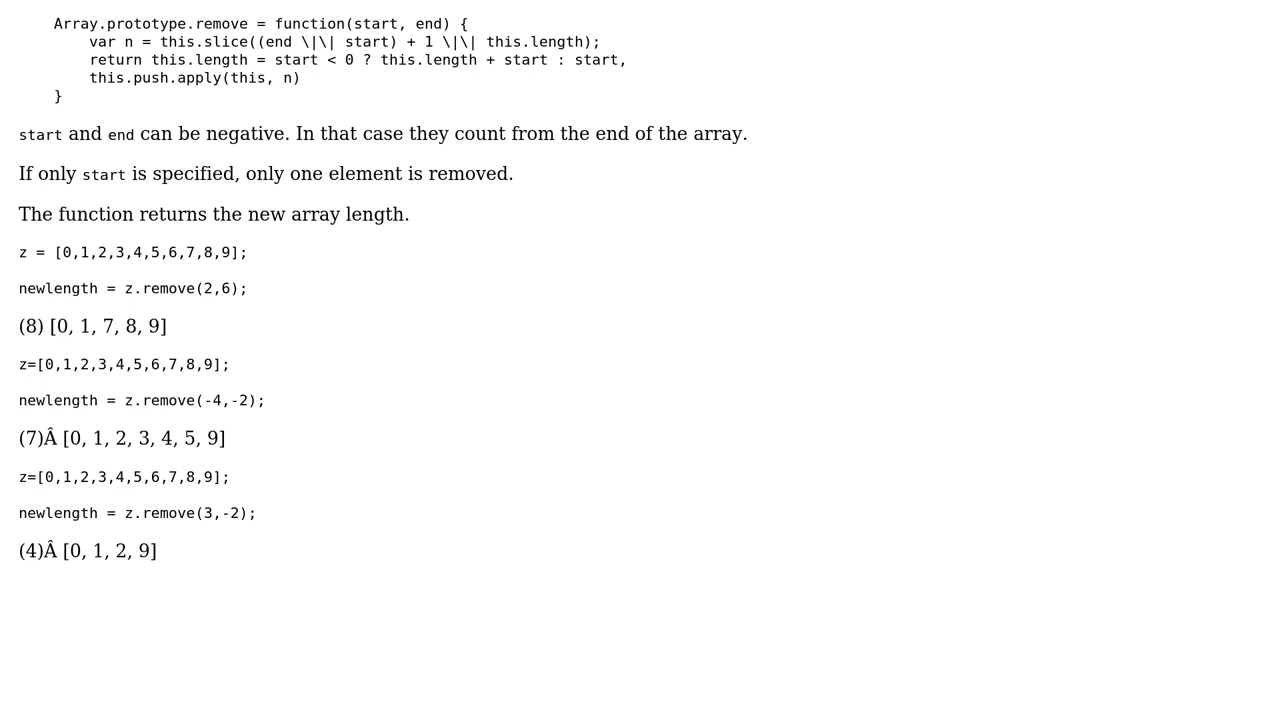 Array.prototype.remove = function(start, end) {
var n = this.slice((end \|\| start) + 1 \|\| this.length);
return this.length = start < 0 ? this.length + start : start,
this.push.apply(this, n)
}
start and end can be negative. In that case they count from the end of the array.
If only start is specified, only one element is removed.
The function returns the new array length.
z = [0,1,2,3,4,5,6,7,8,9];
newlength = z.remove(2,6);
(8) [0, 1, 7, 8, 9]
z=[0,1,2,3,4,5,6,7,8,9];
newlength = z.remove(-4,-2);
(7)Â [0, 1, 2, 3, 4, 5, 9]
z=[0,1,2,3,4,5,6,7,8,9];
newlength = z.remove(3,-2);
(4)Â [0, 1, 2, 9]